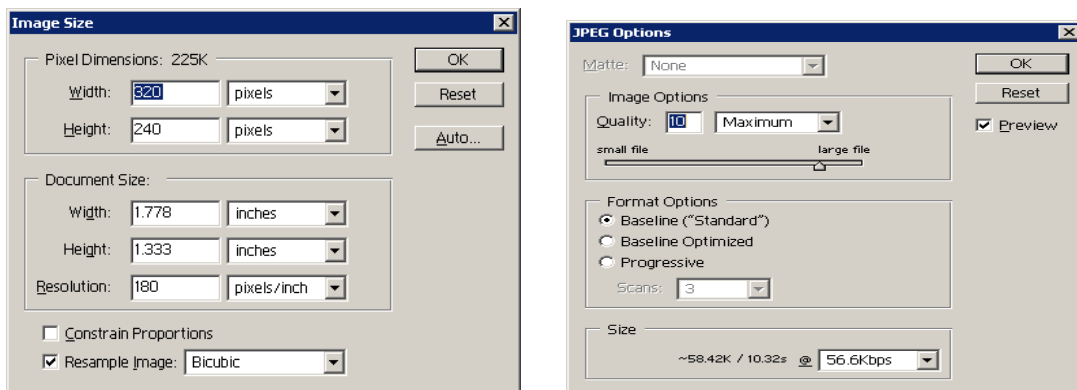 Image Size
Pixel Dimensions: 225K
Width: 320 pixels
Height: 240 pixels
Document Size:
Width: 1.778 inches
Height: 1.333 inches
Resolution: 180 pixels/inch
Constrain Proportions
Resample Image: Bicubic
OK
Reset
Auto...
JPEG Options
Matte: None
Image Options
Quality: 10 Maximum
small file large file
Format Options
Baseline ("Standard")
Baseline Optimized
Progressive
Scans: 3
Size
~58.42K / 10.32s @ 56.6Kbps
OK
Reset
Preview